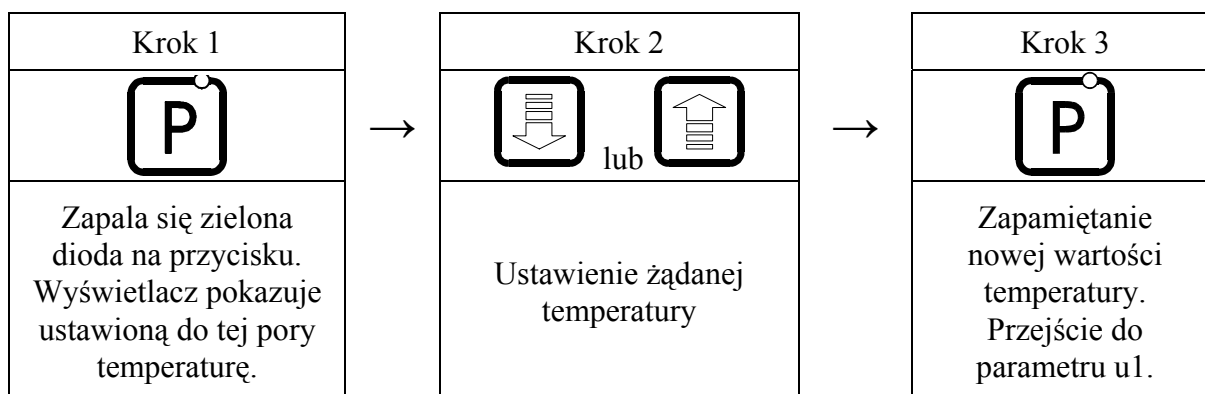 Krok 1
P
Zapala się zielona
dioda na przycisku.
Wyświetlacz pokazuje
ustawioną do tej pory
temperaturę.
→
Krok 2
lub
Ustawienie żądanej
temperatury
→
Krok 3
P
Zapamiętanie
nowej wartości
temperatury.
Przejście do
parametru u1.